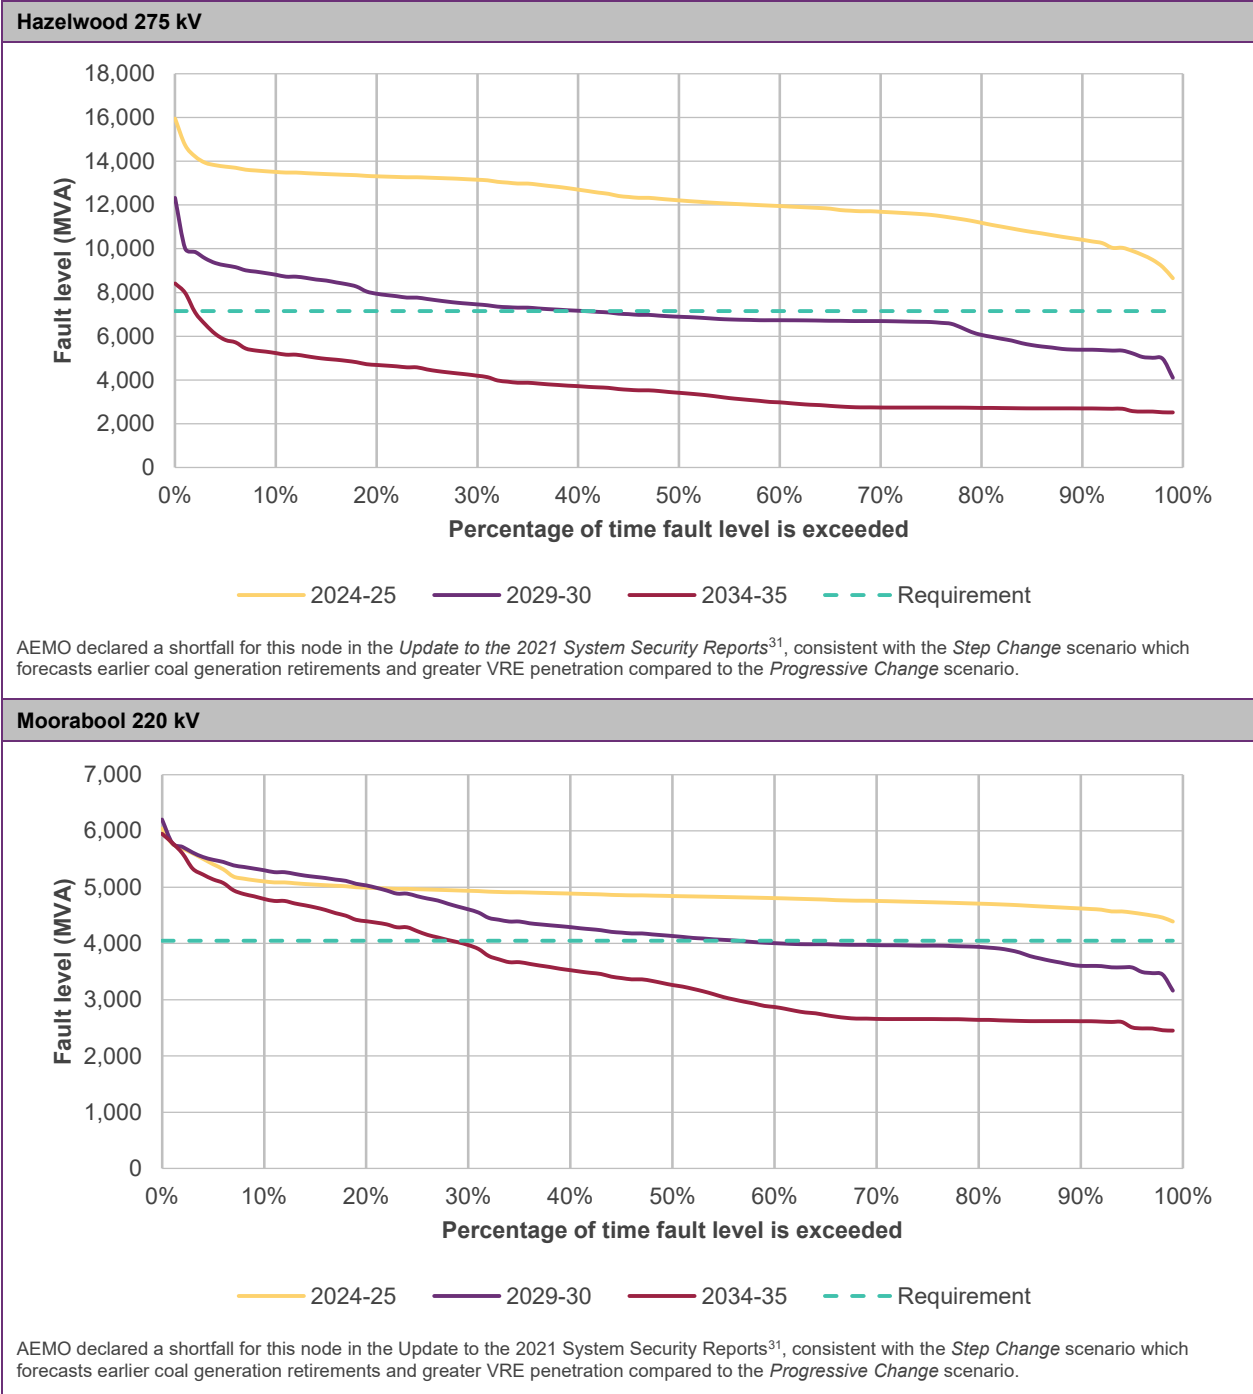 Hazelwood 275 kV
18,000
16,000
14,000
12,000
10,000
8,000
6,000
4,000
2,000
0
Fault level (MVA)
0% 10% 20% 30% 40% 50% 60% 70% 80% 90% 100%
Percentage of time fault level is exceeded
2024-25 2029-30 2034-35 Requirement
AEMO declared a shortfall for this node in the Update to the 2021 System Security Reports31, consistent with the Step Change scenario which
forecasts earlier coal generation retirements and greater VRE penetration compared to the Progressive Change scenario.
Moorabool 220 kV
7,000
6,000
5,000
4,000
3,000
2,000
1,000
0
Fault level (MVA)
0% 10% 20% 30% 40% 50% 60% 70% 80% 90% 100%
Percentage of time fault level is exceeded
2024-25 2029-30 2034-35 Requirement
AEMO declared a shortfall for this node in the Update to the 2021 System Security Reports31, consistent with the Step Change scenario which
forecasts earlier coal generation retirements and greater VRE penetration compared to the Progressive Change scenario.